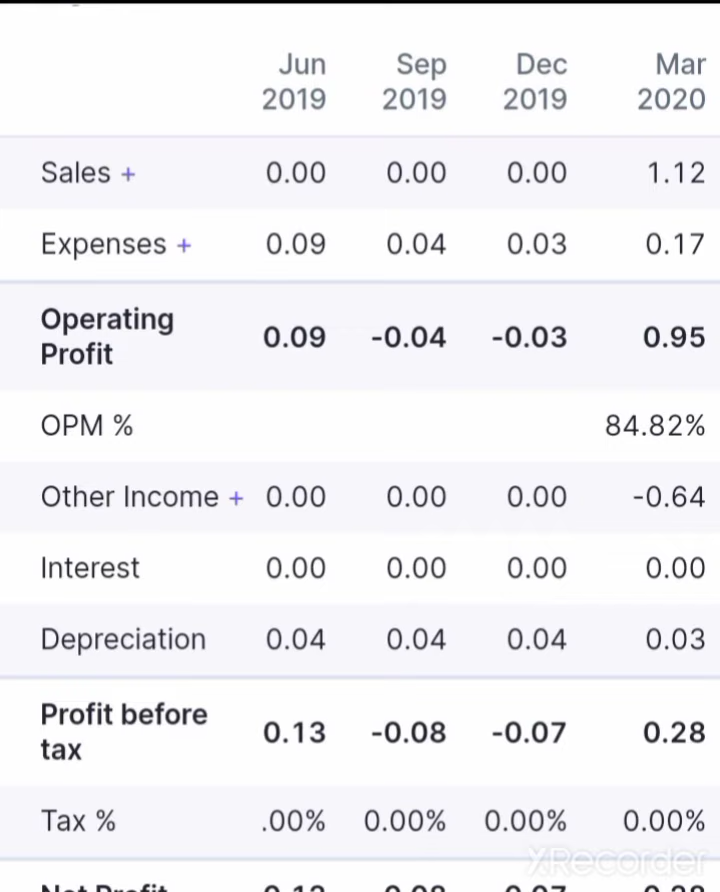 Jun Sep Dec Mar
2019 2019 2019 2020
Sales + 0.00 0.00 0.00 1.12
Expenses + 0.09 0.04 0.03 0.17
Operating
Profit 0.09 -0.04 -0.03 0.95
OPM % 84.82%
Other Income + 0.00 0.00 0.00 -0.64
Interest 0.00 0.00 0.00 0.00
Depreciation 0.04 0.04 0.04 0.03
Profit before
tax 0.13 -0.08 -0.07 0.28
Tax % .00% 0.00% 0.00% 0.00%
XRecorder
Net Profit